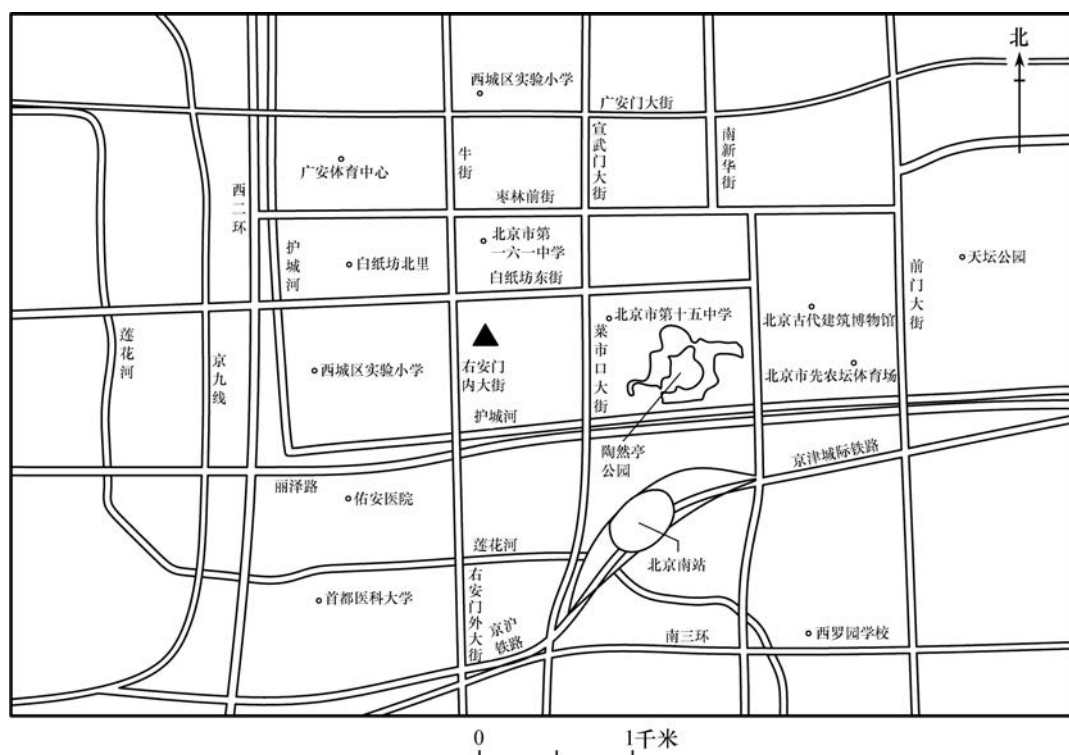 北
西城区实验小学
广安门大街
宣武门大街
南新华街
牛街
广安体育中心
枣林前街
西二环
护城河
北京市第
一六一中学
白纸坊北里
白纸坊东街
天坛公园
前门大街
北京市第十五中学
北京古代建筑博物馆
莲花河
京九线
西城区实验小学
右安门
内大街
菜市口大街
北京市先农坛体育场
护城河
陶然亭
公园
京津城际铁路
丽泽路
佑安医院
莲花河
北京南站
首都医科大学
右安门外大街
京沪
铁路
南三环
西罗园学校
0
1千米